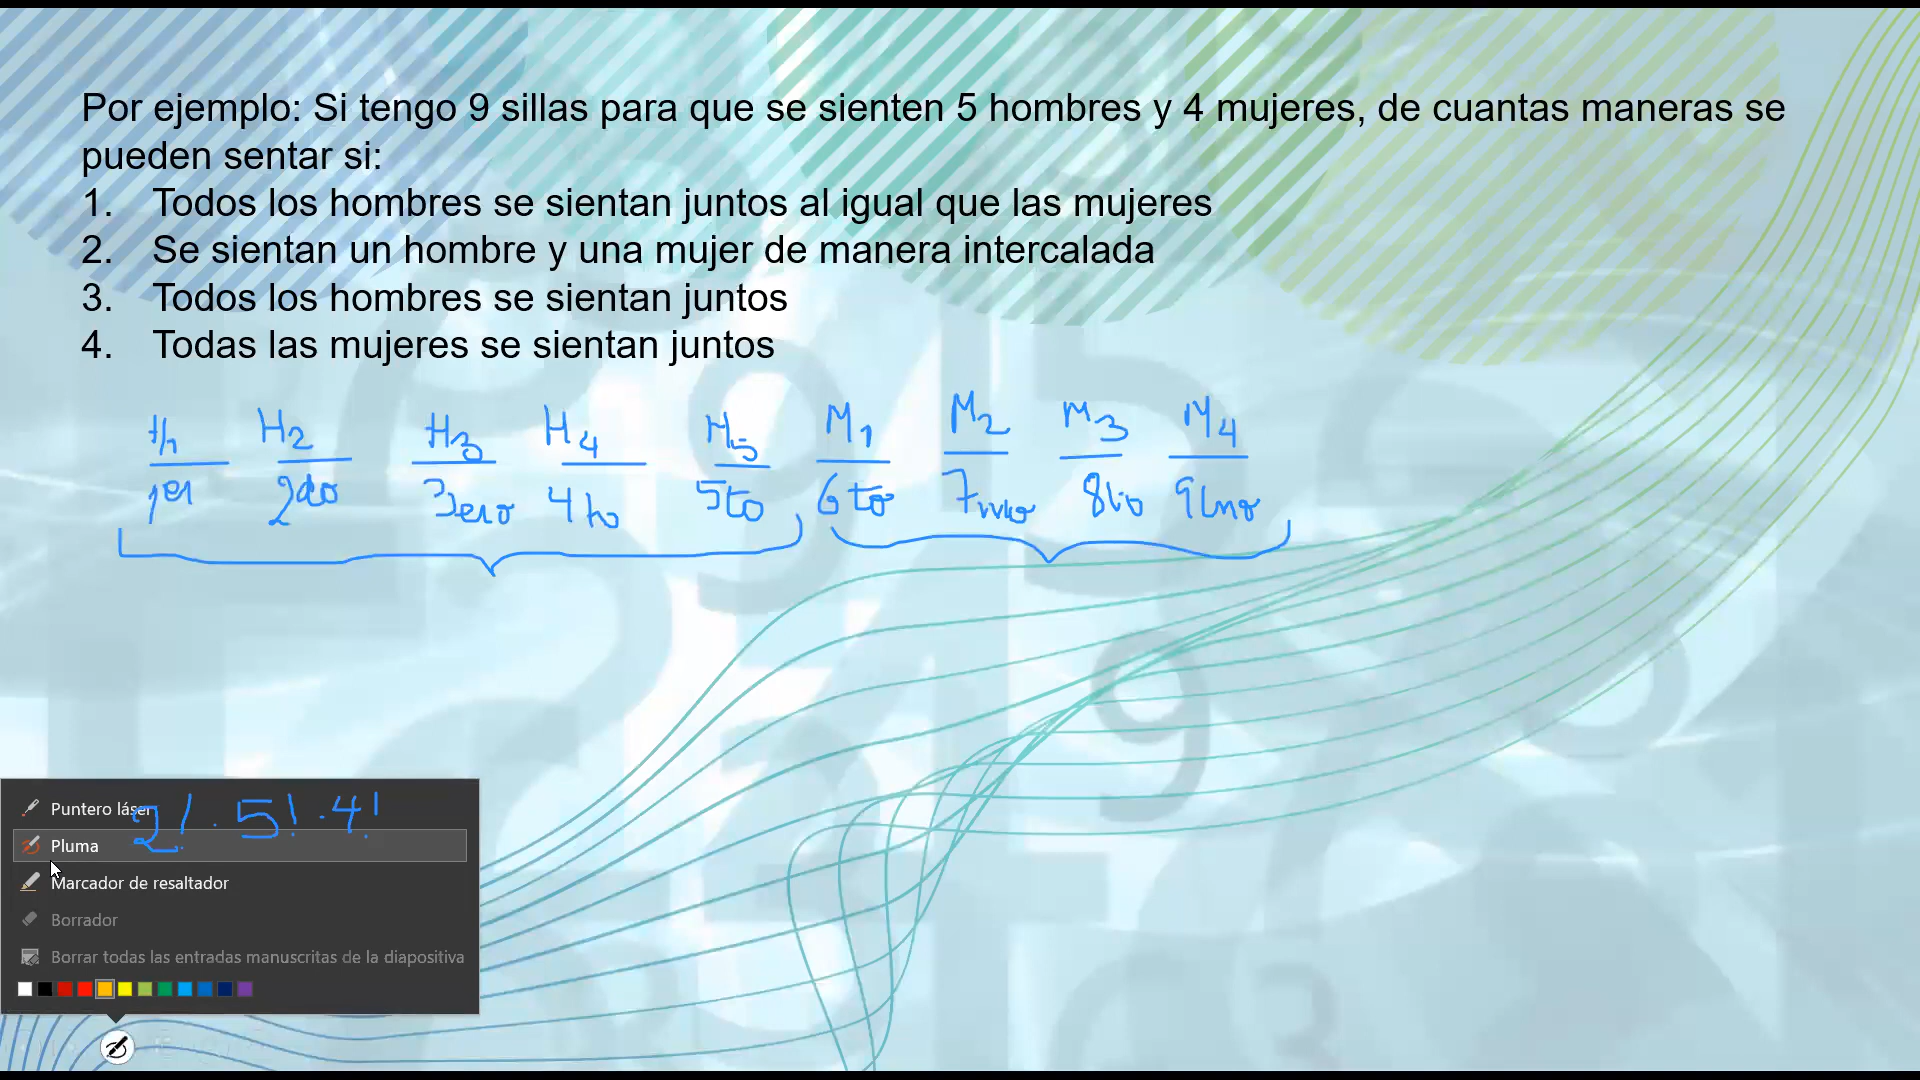 Por ejemplo: Si tengo 9 sillas para que se sienten 5 hombres y 4 mujeres, de cuantas maneras se
pueden sentar si:
1. Todos los hombres se sientan juntos al igual que las mujeres
2. Se sientan un hombre y una mujer de manera intercalada
3. Todos los hombres se sientan juntos
4. Todas las mujeres se sientan juntos
H1 H2 H3 H4 H5 M1 M2 M3 M4
1er 2do 3ero 4to 5to 6to 7mo 8vo 9no
Puntero láser
2! · 5! · 4!
Pluma
Marcador de resaltador
Borrador
Borrar todas las entradas manuscritas de la diapositiva